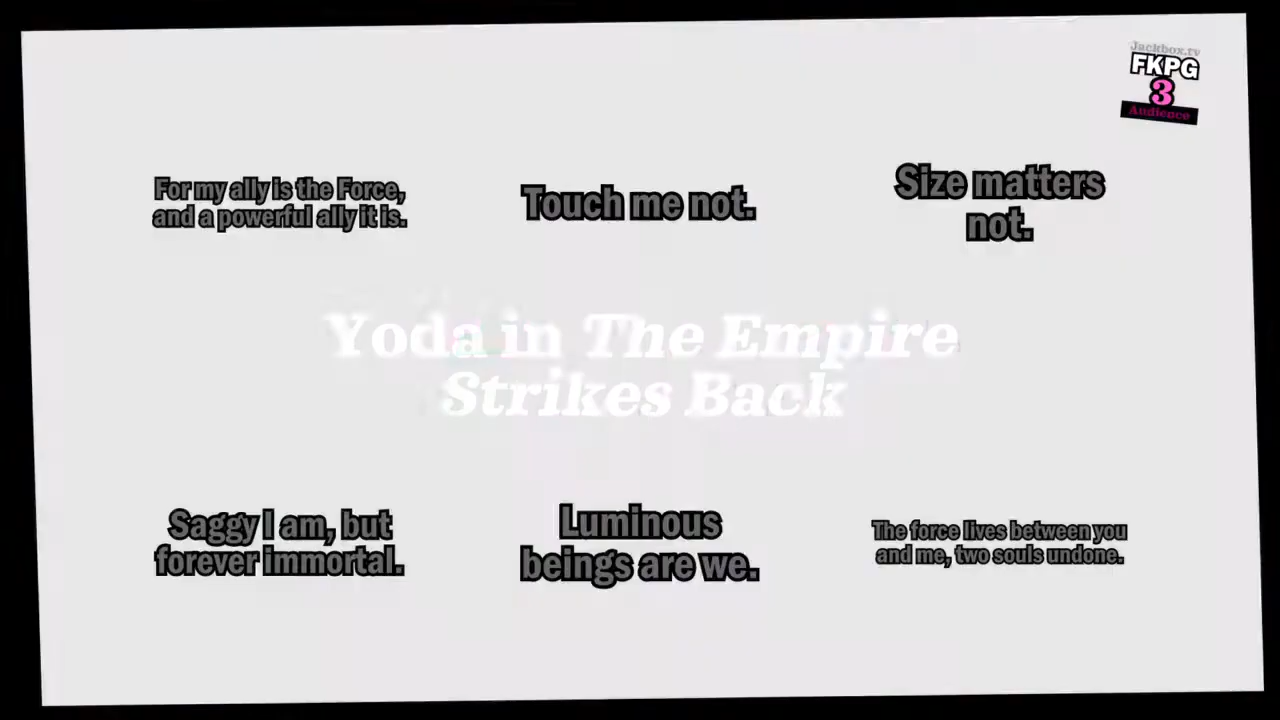 Jackbox.tv
FKPG
3
Audience
For my ally is the Force,
and a powerful ally it is.
Touch me not.
Size matters
not.
Yoda in The Empire
Strikes Back
Saggy I am, but
forever immortal.
Luminous
beings are we.
The force lives between you
and me, two souls undone.